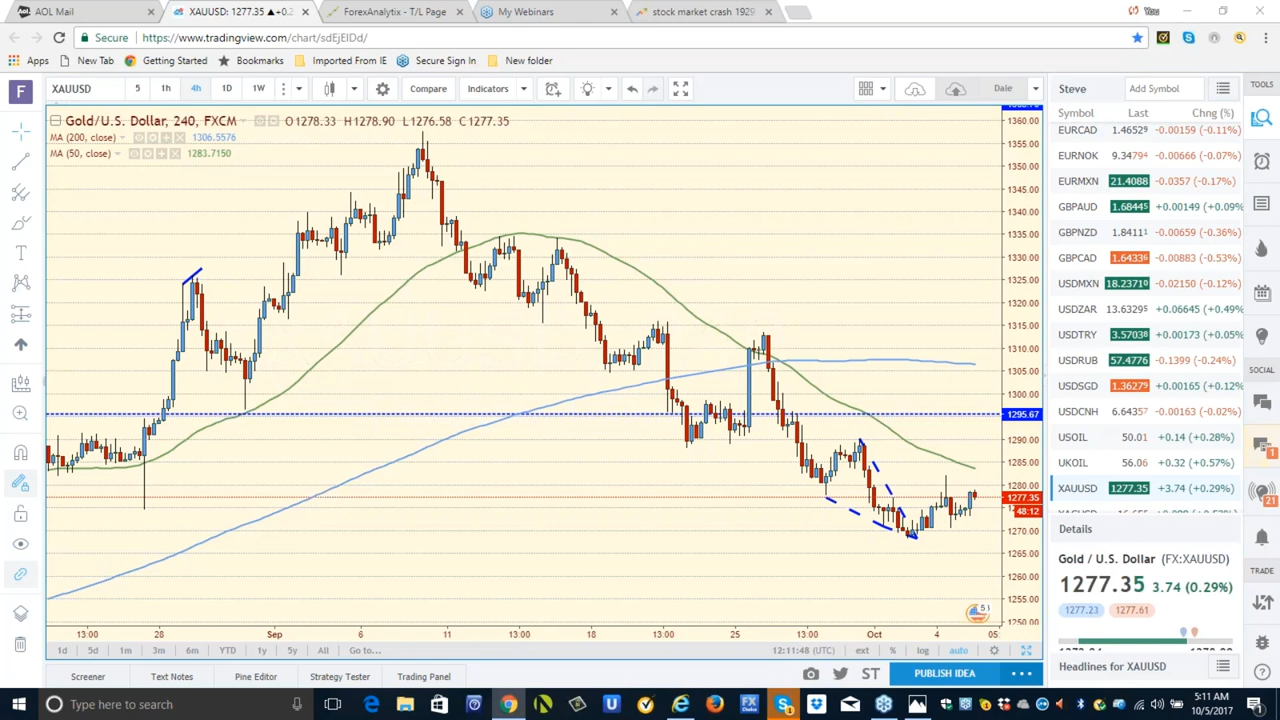 AOL Mail
XAUUSD: 1277.35 ▲+0.2
ForexAnalytix - T/L Page
My Webinars
stock market crash 1929
You
Secure
https://www.tradingview.com/chart/sdEjEIDd/
Apps
New Tab
Getting Started
Bookmarks
Imported From IE
Secure Sign In
New folder
F
XAUUSD
5
1h
4h
1D
1W
Compare
Indicators
Date
Steve
Add Symbol
TOOLS
Gold/U.S. Dollar, 240, FXCM
O1278.33 H1278.90 L1276.58 C1277.35
MA (200, close)
1306.5576
MA (50, close)
1283.7150
1360.00
1355.00
1350.00
1345.00
1340.00
1335.00
1330.00
1325.00
1320.00
1315.00
1310.00
1305.00
1300.00
1295.67
1290.00
1285.00
1280.00
1277.35
48:12
1270.00
1265.00
1260.00
1255.00
1250.00
13:00
28
Sep
6
11
13:00
18
13:00
25
13:00
Oct
4
05:
1d
5d
1m
3m
6m
YTD
1y
5y
All
Go to...
12:11:48 (UTC)
ext
%
log
auto
Screener
Text Notes
Pine Editor
Strategy Tester
Trading Panel
ST
PUBLISH IDEA
Symbol Last Chng (%)
EURCAD 1.46529 -0.00159 (-0.11%)
EURNOK 9.34794 -0.00666 (-0.07%)
EURMXN 21.4088 -0.0357 (-0.17%)
GBPAUD 1.68445 +0.00149 (+0.09%
GBPNZD 1.84111 -0.00659 (-0.36%)
GBPCAD 1.64336 -0.00883 (-0.53%)
USDMXN 18.23710 -0.02150 (-0.12%)
USDZAR 13.63295 +0.06645 (+0.49%
USDTRY 3.57030 +0.00173 (+0.05%
USDRUB 57.4776 -0.1399 (-0.24%)
USDSGD 1.36279 +0.00165 (+0.12%
USDCNH 6.64357 -0.00163 (-0.02%)
USOIL 50.01 +0.14 (+0.28%)
UKOIL 56.06 +0.32 (+0.57%)
XAUUSD 1277.35 +3.74 (+0.29%)
Details
Gold / U.S. Dollar (FX:XAUUSD)
1277.35 3.74 (0.29%)
1277.23
1277.61
Headlines for XAUUSD
SOCIAL
1
21
TRADE
Type here to search
5:11 AM
10/5/2017